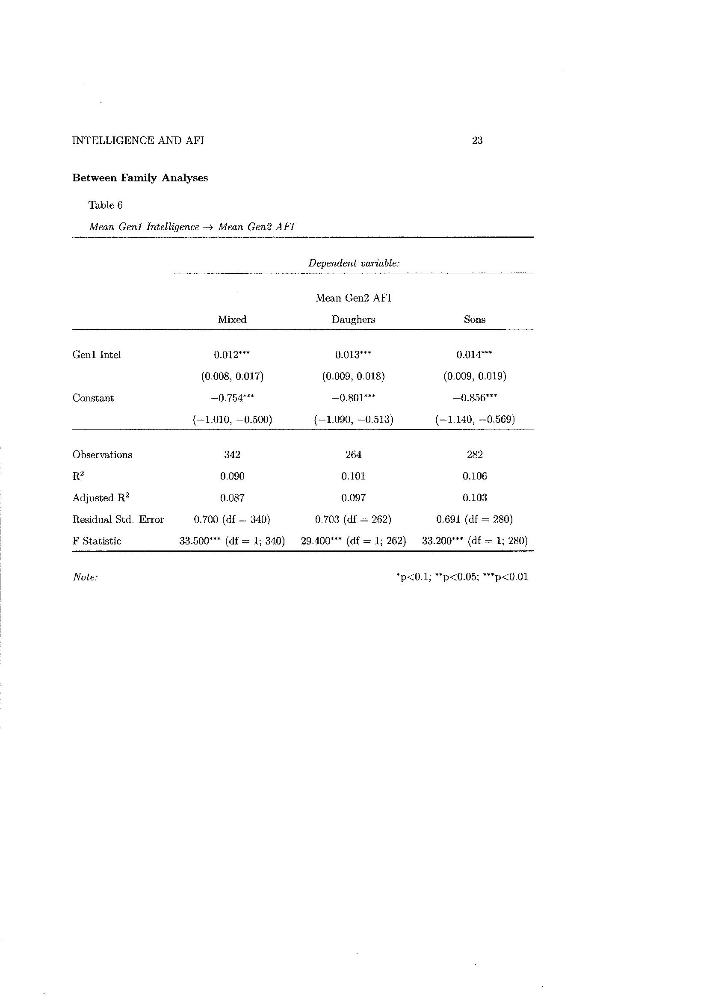 INTELLIGENCE AND AFI 23
Between Family Analyses
Table 6
Mean Gen1 Intelligence → Mean Gen2 AFI
Dependent variable:
Mean Gen2 AFI
Mixed Daughers Sons
Gen1 Intel 0.012*** 0.013*** 0.014***
(0.008, 0.017) (0.009, 0.018) (0.009, 0.019)
Constant −0.754*** −0.801*** −0.856***
(−1.010, −0.500) (−1.090, −0.513) (−1.140, −0.569)
Observations 342 264 282
R² 0.090 0.101 0.106
Adjusted R² 0.087 0.097 0.103
Residual Std. Error 0.700 (df = 340) 0.703 (df = 262) 0.691 (df = 280)
F Statistic 33.500*** (df = 1; 340) 29.400*** (df = 1; 262) 33.200*** (df = 1; 280)
Note: *p<0.1; **p<0.05; ***p<0.01